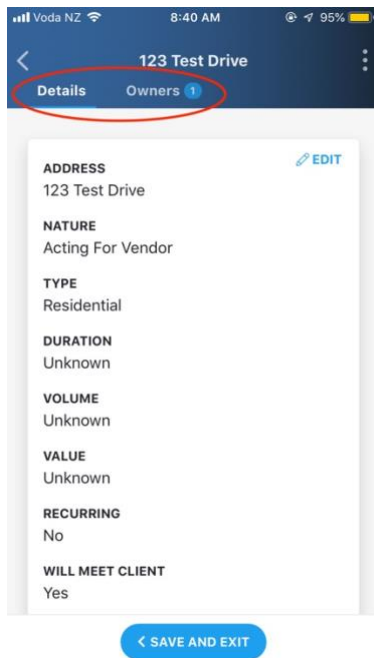 Voda NZ 8:40 AM 95%
123 Test Drive
Details Owners 1
EDIT
ADDRESS
123 Test Drive
NATURE
Acting For Vendor
TYPE
Residential
DURATION
Unknown
VOLUME
Unknown
VALUE
Unknown
RECURRING
No
WILL MEET CLIENT
Yes
SAVE AND EXIT